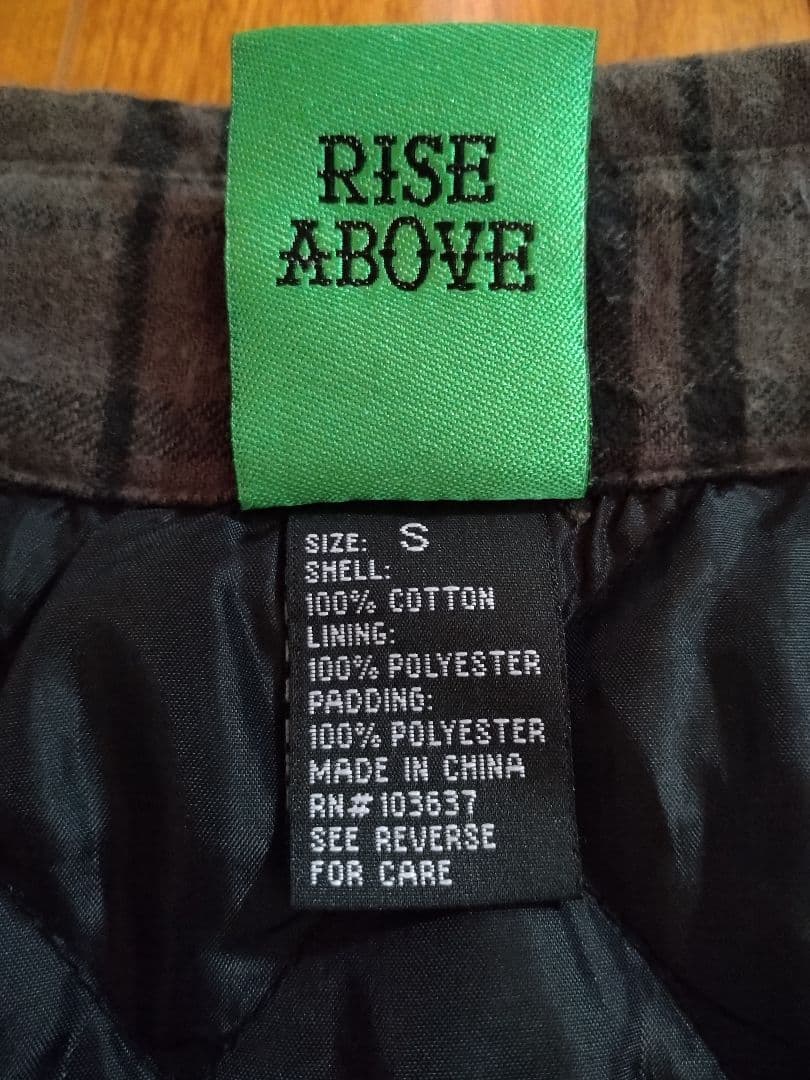 RISE
ABOVE
SIZE: S
SHELL:
100% COTTON
LINING:
100% POLYESTER
PADDING:
100% POLYESTER
MADE IN CHINA
RN#103637
SEE REVERSE
FOR CARE